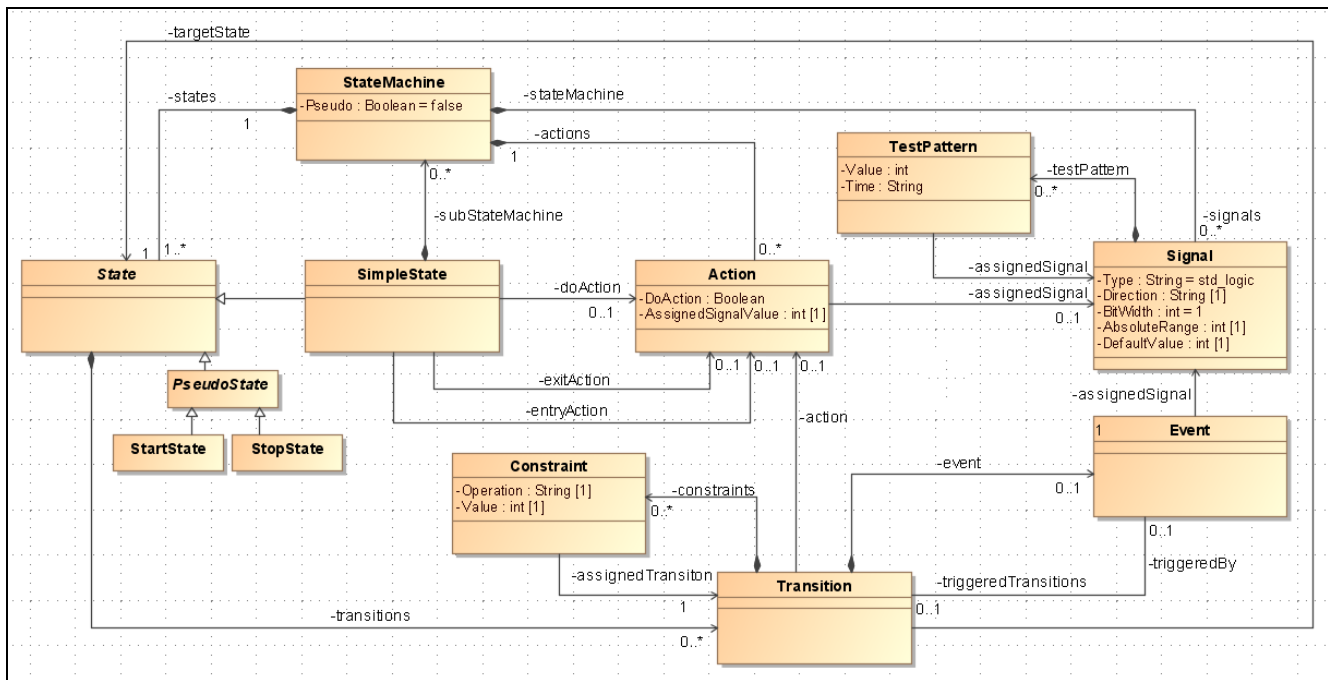 -targetState
StateMachine
-Pseudo : Boolean = false
-states
1
-stateMachine
-actions
1
0..*
-subStateMachine
TestPattern
-Value : int
-Time : String
-testPattern
0..*
-signals
0..*
1
1..*
0..*
State
SimpleState
-doAction
0..1
Action
-DoAction : Boolean
-AssignedSignalValue : int [1]
-assignedSignal
-assignedSignal
0..1
Signal
-Type : String = std_logic
-Direction : String [1]
-BitWidth : int = 1
-AbsoluteRange : int [1]
-DefaultValue : int [1]
PseudoState
StartState
StopState
-exitAction
0..1
-entryAction
0..1
0..1
-action
-assignedSignal
1
Event
Constraint
-Operation : String [1]
-Value : int [1]
-constraints
0..*
-event
0..1
0..1
-triggeredBy
-assignedTransiton
1
Transition
-triggeredTransitions
0..1
-transitions
0..*